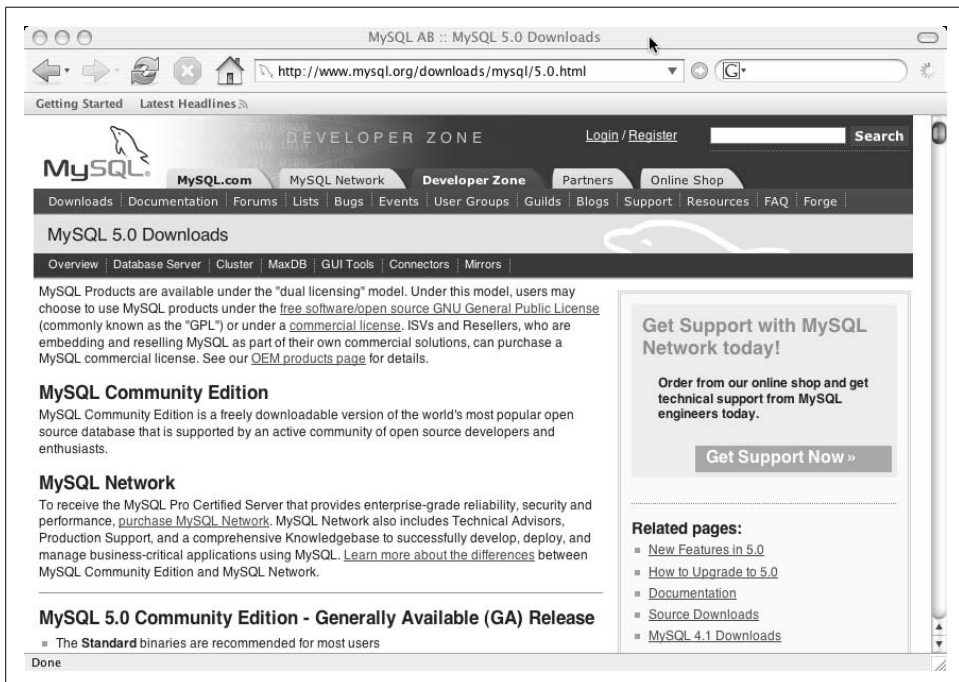 MySQL AB :: MySQL 5.0 Downloads
http://www.mysql.org/downloads/mysql/5.0.html
G
Getting Started Latest Headlines
DEVELOPER ZONE
Login / Register
Search
MySQL.
MySQL.com MySQL Network Developer Zone Partners Online Shop
Downloads Documentation Forums Lists Bugs Events User Groups Guilds Blogs Support Resources FAQ Forge
MySQL 5.0 Downloads
Overview Database Server Cluster MaxDB GUI Tools Connectors Mirrors
MySQL Products are available under the "dual licensing" model. Under this model, users may
choose to use MySQL products under the free software/open source GNU General Public License
(commonly known as the "GPL") or under a commercial license. ISVs and Resellers, who are
embedding and reselling MySQL as part of their own commercial solutions, can purchase a
MySQL commercial license. See our OEM products page for details.
MySQL Community Edition
MySQL Community Edition is a freely downloadable version of the world's most popular open
source database that is supported by an active community of open source developers and
enthusiasts.
MySQL Network
To receive the MySQL Pro Certified Server that provides enterprise-grade reliability, security and
performance, purchase MySQL Network. MySQL Network also includes Technical Advisors,
Production Support, and a comprehensive Knowledgebase to successfully develop, deploy, and
manage business-critical applications using MySQL. Learn more about the differences between
MySQL Community Edition and MySQL Network.
MySQL 5.0 Community Edition - Generally Available (GA) Release
The Standard binaries are recommended for most users
Get Support with MySQL
Network today!
Order from our online shop and get
technical support from MySQL
engineers today.
Get Support Now »
Related pages:
New Features in 5.0
How to Upgrade to 5.0
Documentation
Source Downloads
MySQL 4.1 Downloads
Done